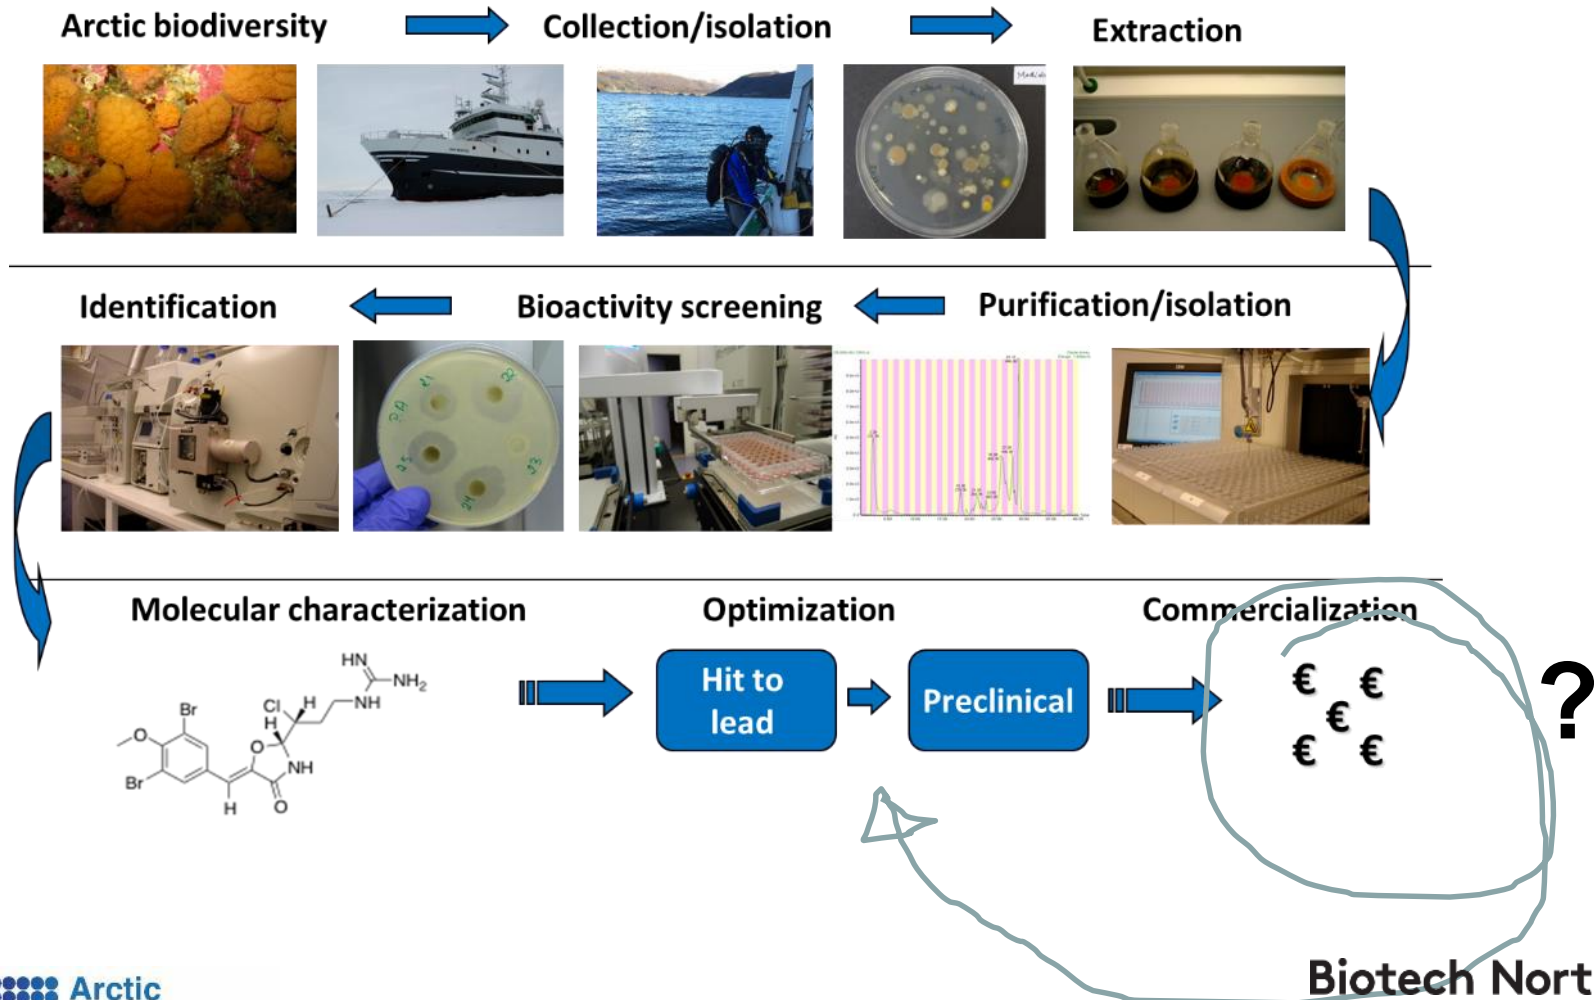 Arctic biodiversity
Collection/isolation
Extraction
Identification
Bioactivity screening
Purification/isolation
Molecular characterization
Optimization
Commercialization
HN
NH₂
NH
Cl
H
H
Br
O
O
NH
Br
H
O
Hit to
lead
Preclinical
€ €
€
€ €
?
Arctic
Biotech Nort